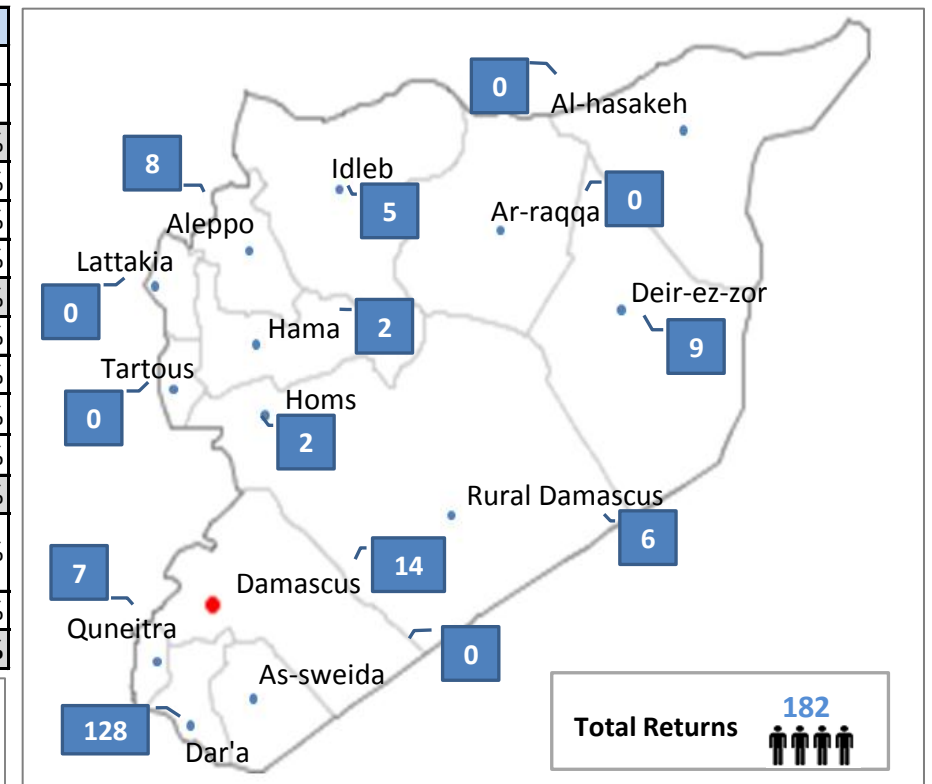 0
Al-hasakeh
8
Idleb
5
Ar-raqqa
0
Aleppo
Lattakia
0
Deir-ez-zor
9
Hama
2
Tartous
0
Homs
2
Rural Damascus
6
14
7
Damascus
Quneitra
0
As-sweida
128
Dar'a
Total Returns
182